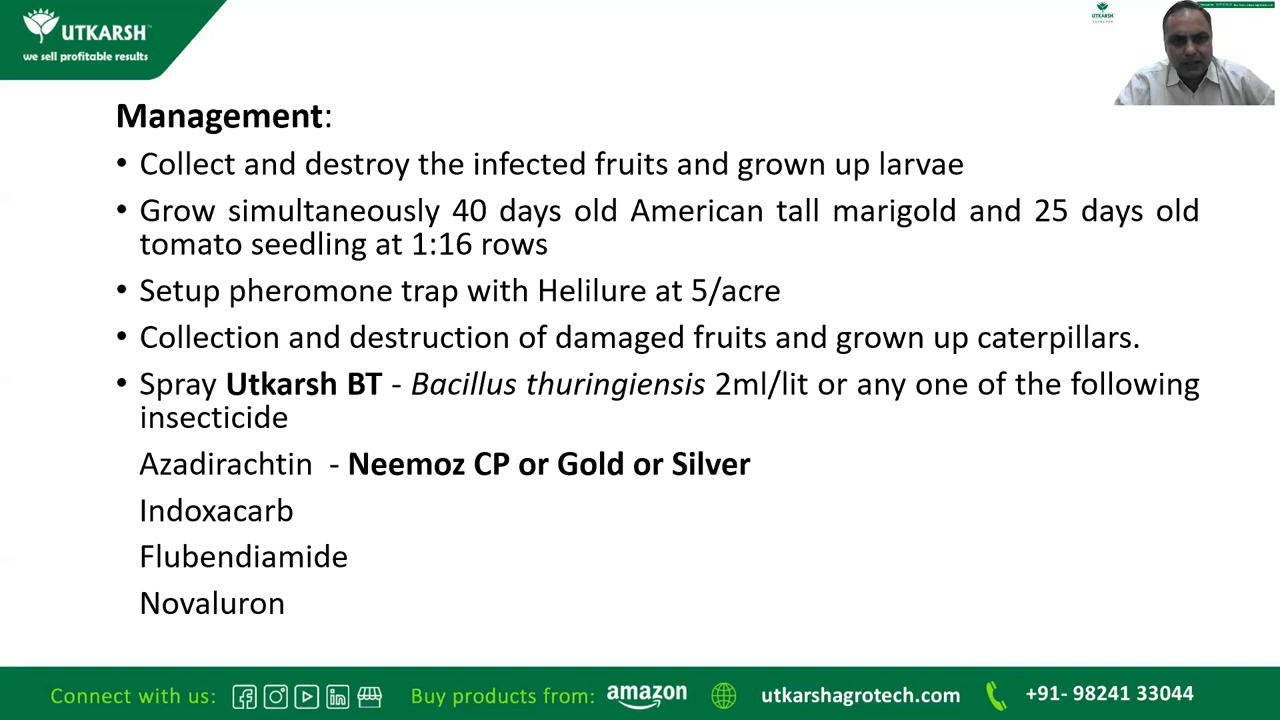 UTKARSH
we sell profitable results
UTKARSH
Management:
• Collect and destroy the infected fruits and grown up larvae
• Grow simultaneously 40 days old American tall marigold and 25 days old
tomato seedling at 1:16 rows
• Setup pheromone trap with Helilure at 5/acre
• Collection and destruction of damaged fruits and grown up caterpillars.
• Spray Utkarsh BT - Bacillus thuringiensis 2ml/lit or any one of the following
insecticide
Azadirachtin - Neemoz CP or Gold or Silver
Indoxacarb
Flubendiamide
Novaluron
Connect with us:
Buy products from: amazon
utkarshagrotech.com
+91- 98241 33044